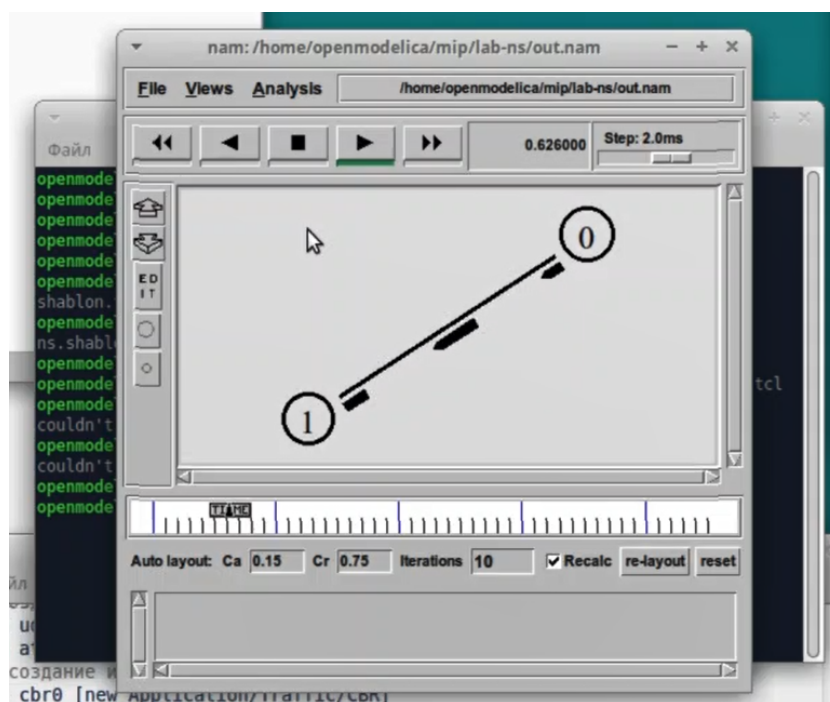 nam: /home/openmodelica/mip/lab-ns/out.nam
File Views Analysis /home/openmodelica/mip/lab-ns/out.nam
Файл
0.626000 Step: 2.0ms
openmode
openmode
openmode
openmode
openmode
openmode
shablon.
openmode
ns.shabl
openmode
openmode
tcl
openmode
couldn't
openmode
couldn't
openmode
openmode
ED
IT
0
1
TIME
Auto layout: Ca 0.15 Cr 0.75 Iterations 10 Recalc re-layout reset
создание и
cbr0 [new Application/Traffic/CBR]